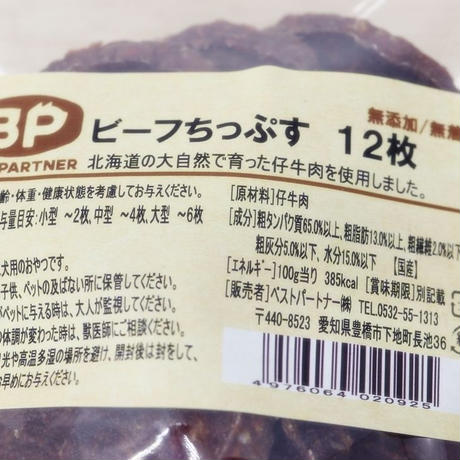 BP
PARTNER
ビーフちっぷす 12枚
無添加/無
北海道の大自然で育った仔牛肉を使用しました。
齢・体重・健康状態を考慮してお与えください。
与量目安:小型 ~2枚,中型 ~4枚,大型 ~6枚
犬用のおやつです。
子供、ペットの及ばない所に保管してください。
ペットに与える時は、大人が監視してください。
の体調が変わった時は、獣医師にご相談ください。
光や高温多湿の場所を避け、開封後は封をして、
お早めにお与えください。
[原材料]仔牛肉
[成分]粗タンパク質65.0%以上、粗脂肪13.0%以上、粗繊維2.0%以下
粗灰分5.0%以下、水分15.0%以下 【国産】
[エネルギー]100g当り 385kcal [賞味期限]別記載
[販売者]ベストパートナー㈱ TEL.0532-55-1313
〒440-8523 愛知県豊橋市下地町長池36
4976064020925